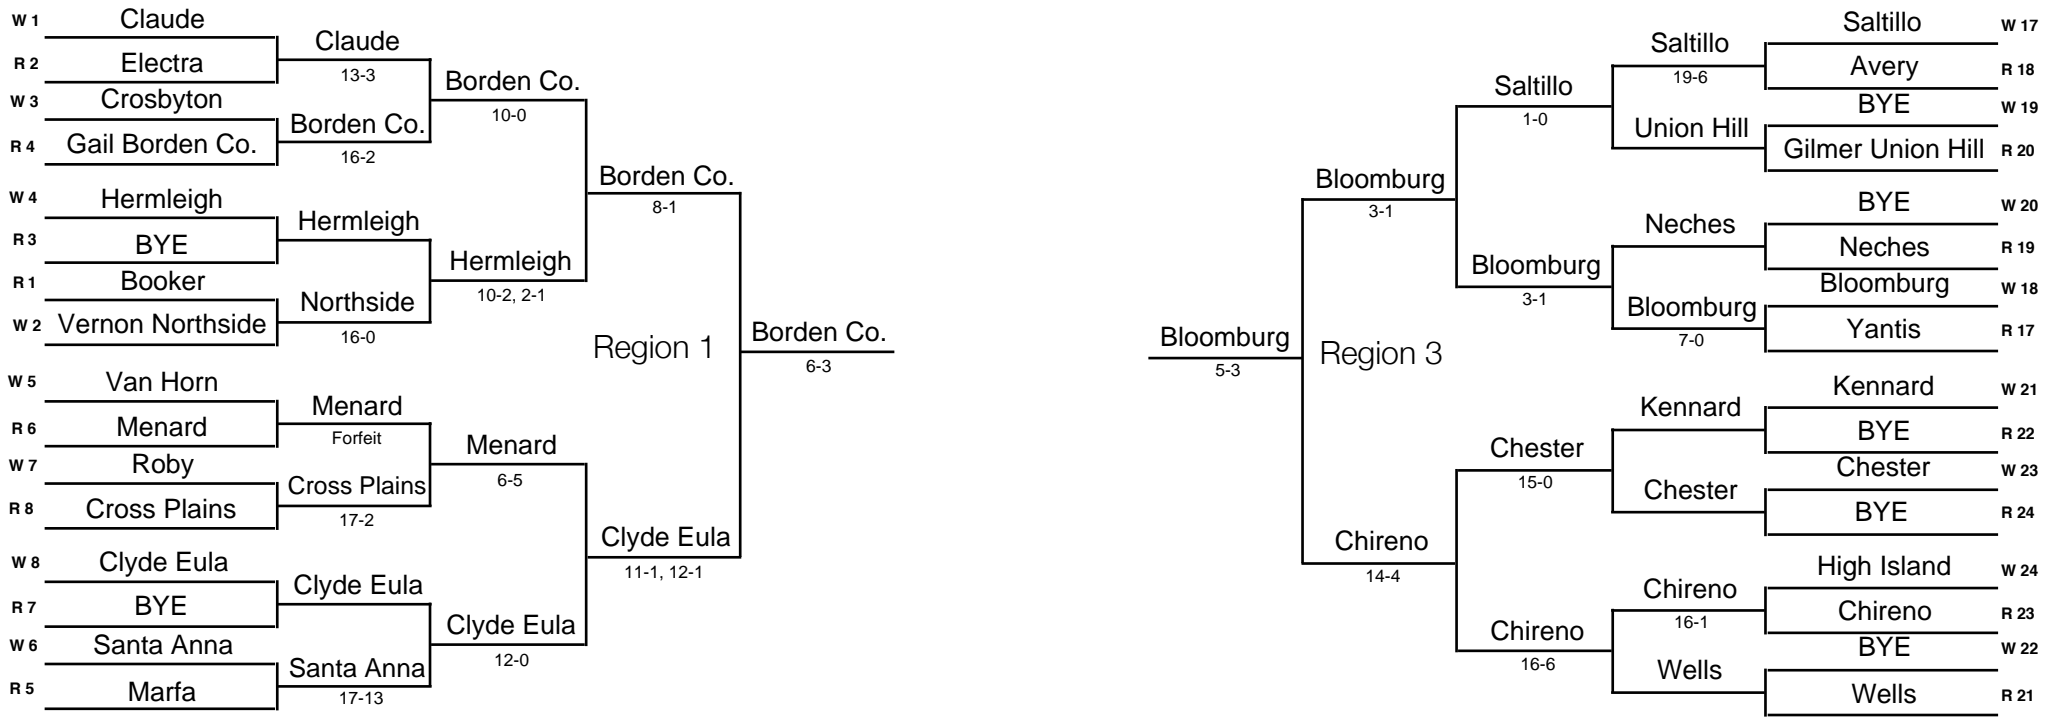 W 1 Claude
R 2 Electra
W 3 Crosbyton
R 4 Gail Borden Co.
W 4 Hermleigh
R 3 BYE
R 1 Booker
W 2 Vernon Northside
W 5 Van Horn
R 6 Menard
W 7 Roby
R 8 Cross Plains
W 8 Clyde Eula
R 7 BYE
W 6 Santa Anna
R 5 Marfa
Claude
13-3
Borden Co.
16-2
Hermleigh
Northside
16-0
Menard
Forfeit
Cross Plains
17-2
Clyde Eula
Santa Anna
17-13
Borden Co.
10-0
Hermleigh
10-2, 2-1
Menard
6-5
Clyde Eula
12-0
Borden Co.
8-1
Clyde Eula
11-1, 12-1
Region 1
Borden Co.
6-3
Bloomburg
5-3
Region 3
Bloomburg
3-1
Chireno
14-4
Saltillo
1-0
Bloomburg
3-1
Chester
15-0
Chireno
16-6
Saltillo
19-6
Union Hill
Neches
Bloomburg
7-0
Kennard
Chester
Chireno
16-1
Wells
Saltillo W 17
Avery R 18
BYE W 19
Gilmer Union Hill R 20
BYE W 20
Neches R 19
Bloomburg W 18
Yantis R 17
Kennard W 21
BYE R 22
Chester W 23
BYE R 24
High Island W 24
Chireno R 23
BYE W 22
Wells R 21